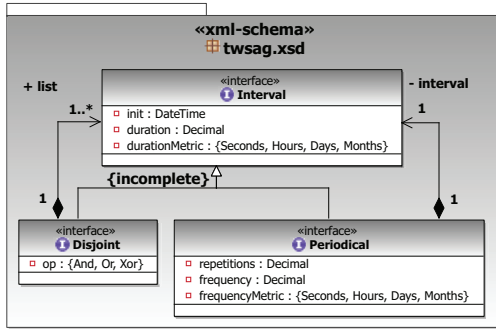 «xml-schema»
twsag.xsd
+ list
- interval
«interface»
Interval
1..*
1
init : DateTime
duration : Decimal
durationMetric : {Seconds, Hours, Days, Months}
{incomplete}
1
1
«interface»
Disjoint
op : {And, Or, Xor}
«interface»
Periodical
repetitions : Decimal
frequency : Decimal
frequencyMetric : {Seconds, Hours, Days, Months}